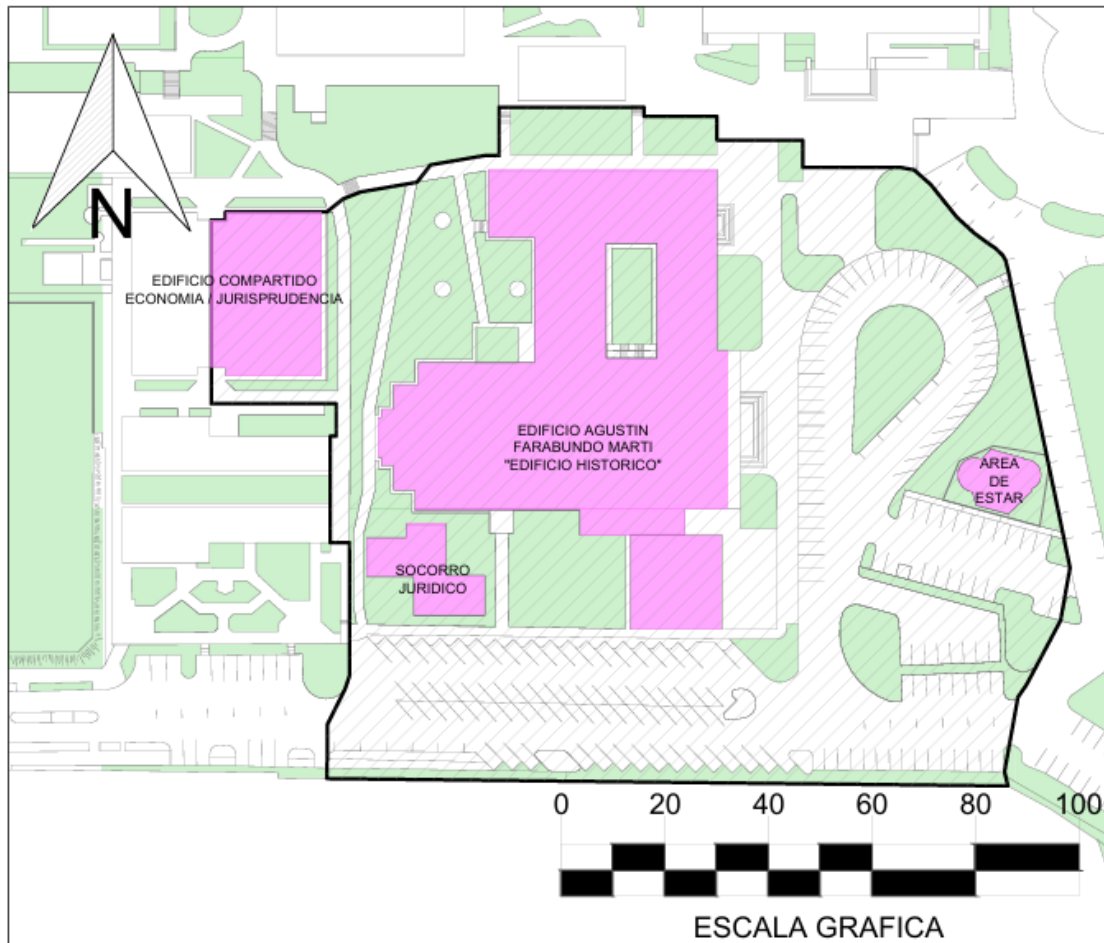 N
EDIFICIO COMPARTIDO
ECONOMIA / JURISPRUDENCIA
EDIFICIO AGUSTIN
FARABUNDO MARTI
"EDIFICIO HISTORICO"
AREA
DE
ESTAR
SOCORRO
JURIDICO
0 20 40 60 80 100
ESCALA GRAFICA